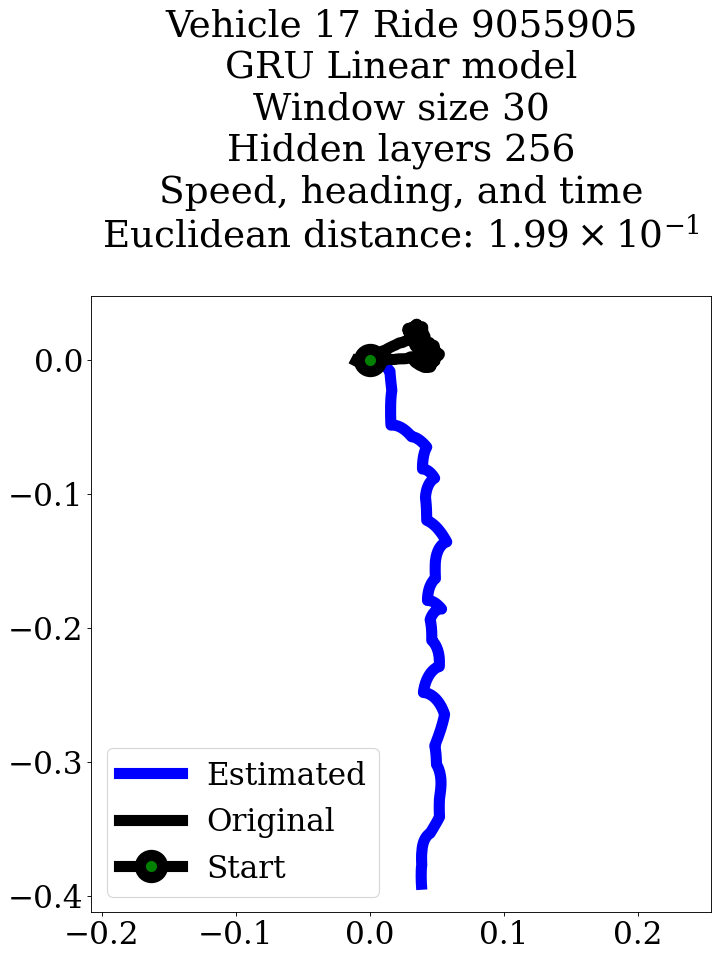 Vehicle 17 Ride 9055905
GRU Linear model
Window size 30
Hidden layers 256
Speed, heading, and time
Euclidean distance: 1.99 × 10⁻¹
0.0
−0.1
−0.2
−0.3
−0.4
Estimated
Original
Start
−0.2 −0.1 0.0 0.1 0.2